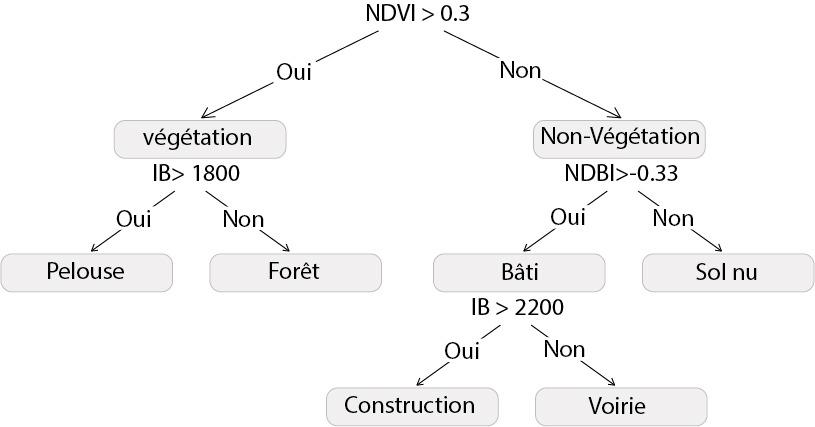 NDVI > 0.3
Oui
Non
végétation
Non-Végétation
IB> 1800
NDBI>-0.33
Oui
Non
Oui
Non
Pelouse
Forêt
Bâti
Sol nu
IB > 2200
Oui
Non
Construction
Voirie